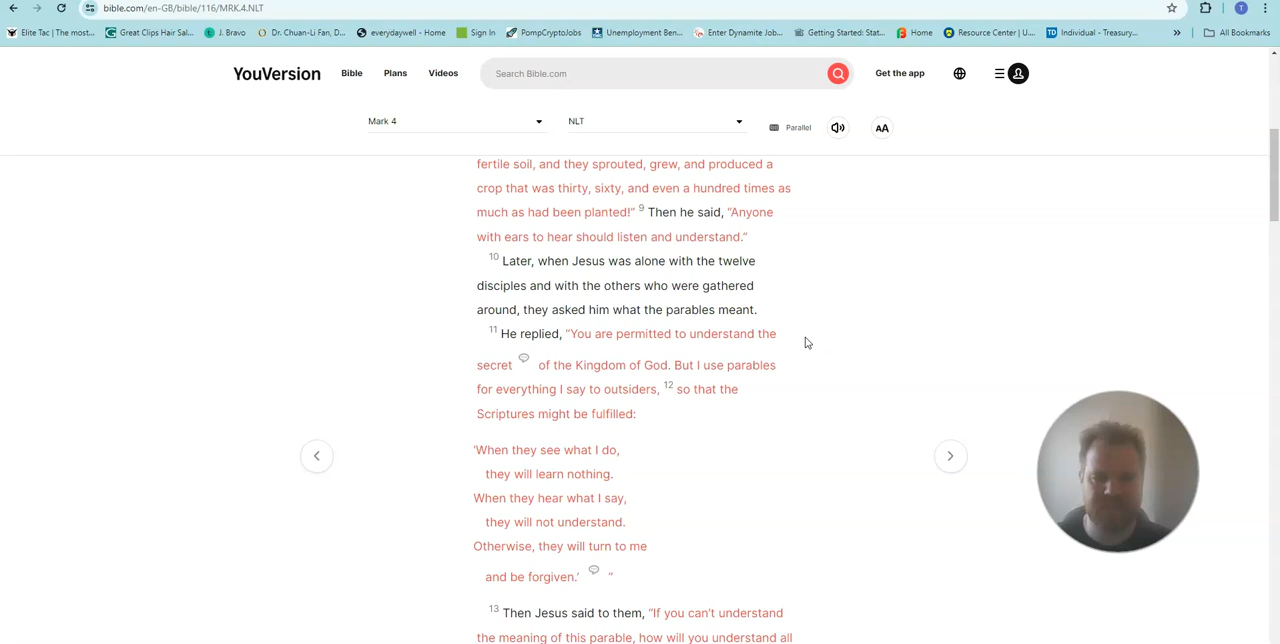 bible.com/en-GB/bible/116/MRK.4.NLT
T
Elite Tac | The most... Great Clips Hair Sal... J. Bravo Dr. Chuan-Li Fan, D... everydaywell - Home Sign In PompCryptoJobs Unemployment Ben... Enter Dynamite Job... Getting Started: Stat... Home Resource Center | U... TD Individual - Treasury... » All Bookmarks
YouVersion Bible Plans Videos Search Bible.com Get the app
Mark 4 NLT Parallel AA
fertile soil, and they sprouted, grew, and produced a
crop that was thirty, sixty, and even a hundred times as
much as had been planted!” 9 Then he said, “Anyone
with ears to hear should listen and understand.”
10 Later, when Jesus was alone with the twelve
disciples and with the others who were gathered
around, they asked him what the parables meant.
11 He replied, “You are permitted to understand the
secret of the Kingdom of God. But I use parables
for everything I say to outsiders, 12 so that the
Scriptures might be fulfilled:
‘When they see what I do,
they will learn nothing.
When they hear what I say,
they will not understand.
Otherwise, they will turn to me
and be forgiven.’ ”
13 Then Jesus said to them, “If you can’t understand
the meaning of this parable, how will you understand all